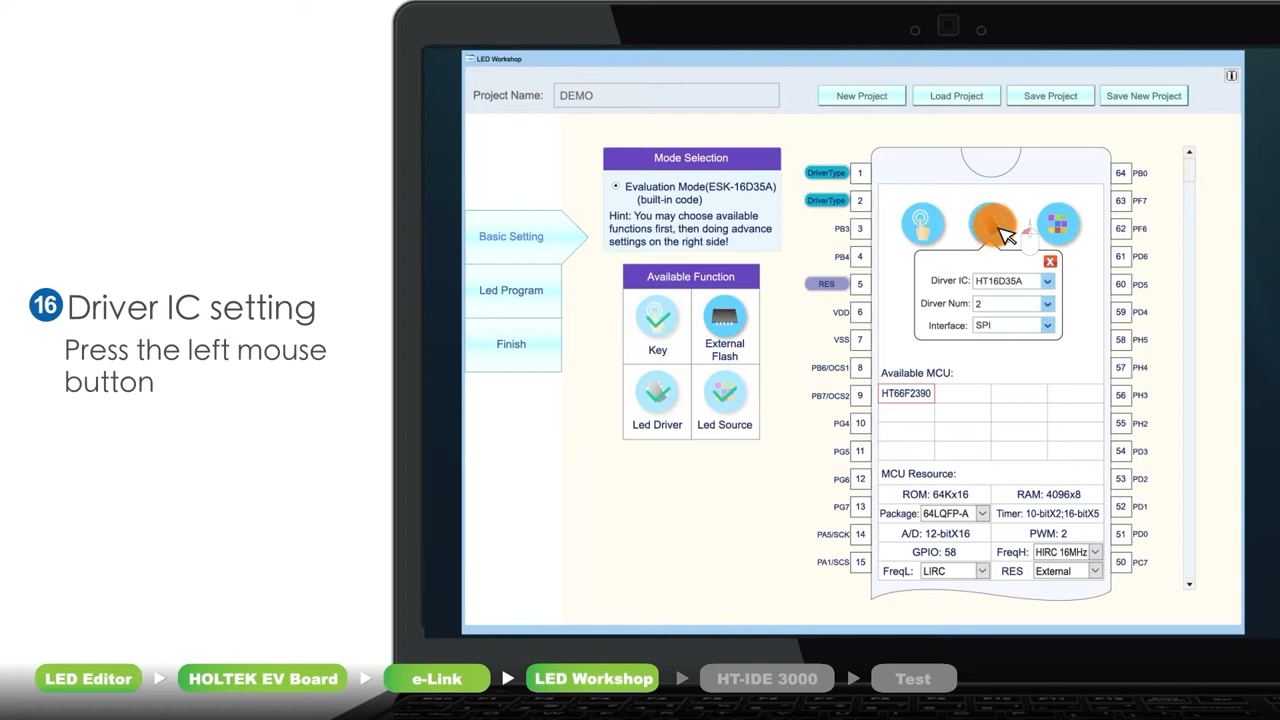 LED Workshop
Project Name:
DEMO
New Project
Load Project
Save Project
Save New Project
Mode Selection
Evaluation Mode(ESK-16D35A)
(built-in code)
Hint: You may choose available
functions first, then doing advance
settings on the right side!
Basic Setting
Led Program
Finish
Available Function
Key
External
Flash
Led Driver
Led Source
16 Driver IC setting
Press the left mouse
button
DriverType 1
DriverType 2
PB3 3
PB4 4
RES 5
VDD 6
VSS 7
PB6/OCS1 8
PB7/OCS2 9
PG4 10
PG5 11
PG6 12
PG7 13
PA5/SCK 14
PA1/SCS 15
X
Dirver IC: HT16D35A
Dirver Num: 2
Interface: SPI
Available MCU:
HT66F2390
MCU Resource:
ROM: 64Kx16 RAM: 4096x8
Package: 64LQFP-A Timer: 10-bitX2;16-bitX5
A/D: 12-bitX16 PWM: 2
GPIO: 58 FreqH: HIRC 16MHz
FreqL: LIRC RES External
64 PB0
63 PF7
62 PF6
61 PD6
60 PD5
59 PD4
58 PH5
57 PH4
56 PH3
55 PH2
54 PD3
53 PD2
52 PD1
51 PD0
50 PC7
LED Editor
HOLTEK EV Board
e-Link
LED Workshop
HT-IDE 3000
Test